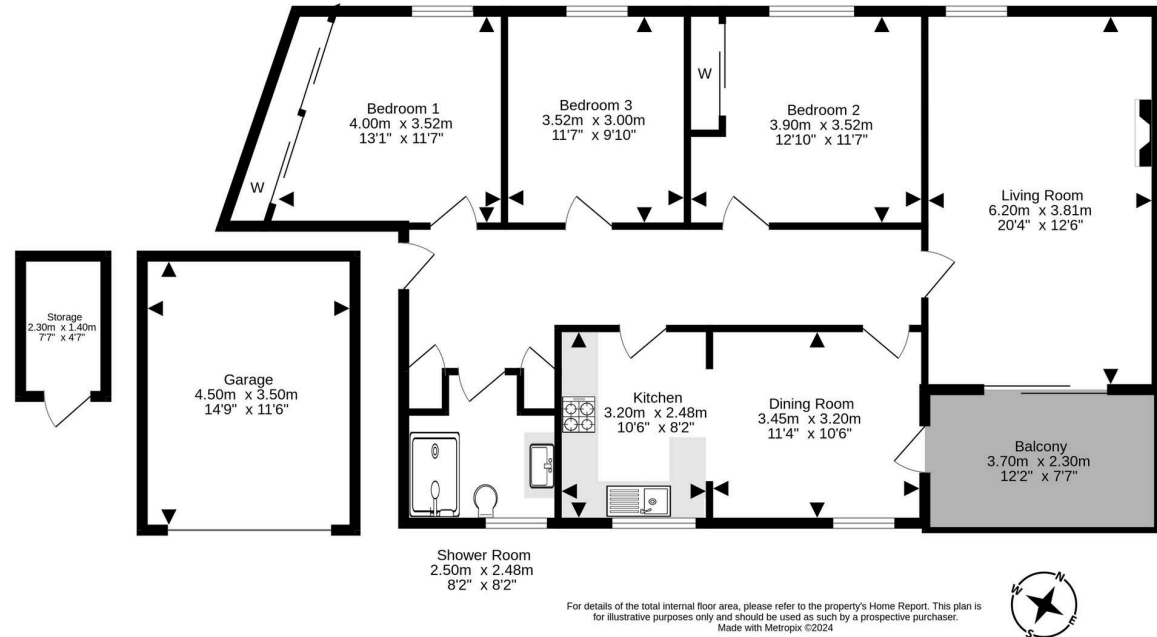 Bedroom 1
4.00m x 3.52m
13'1" x 11'7"
Bedroom 3
3.52m x 3.00m
11'7" x 9'10"
W
Bedroom 2
3.90m x 3.52m
12'10" x 11'7"
W
Living Room
6.20m x 3.81m
20'4" x 12'6"
Storage
2.30m x 1.40m
7'7" x 4'7"
Garage
4.50m x 3.50m
14'9" x 11'6"
Kitchen
3.20m x 2.48m
10'6" x 8'2"
Dining Room
3.45m x 3.20m
11'4" x 10'6"
Balcony
3.70m x 2.30m
12'2" x 7'7"
Shower Room
2.50m x 2.48m
8'2" x 8'2"
N
W
E
S
For details of the total internal floor area, please refer to the property's Home Report. This plan is
for illustrative purposes only and should be used as such by a prospective purchaser.
Made with Metropix ©2024